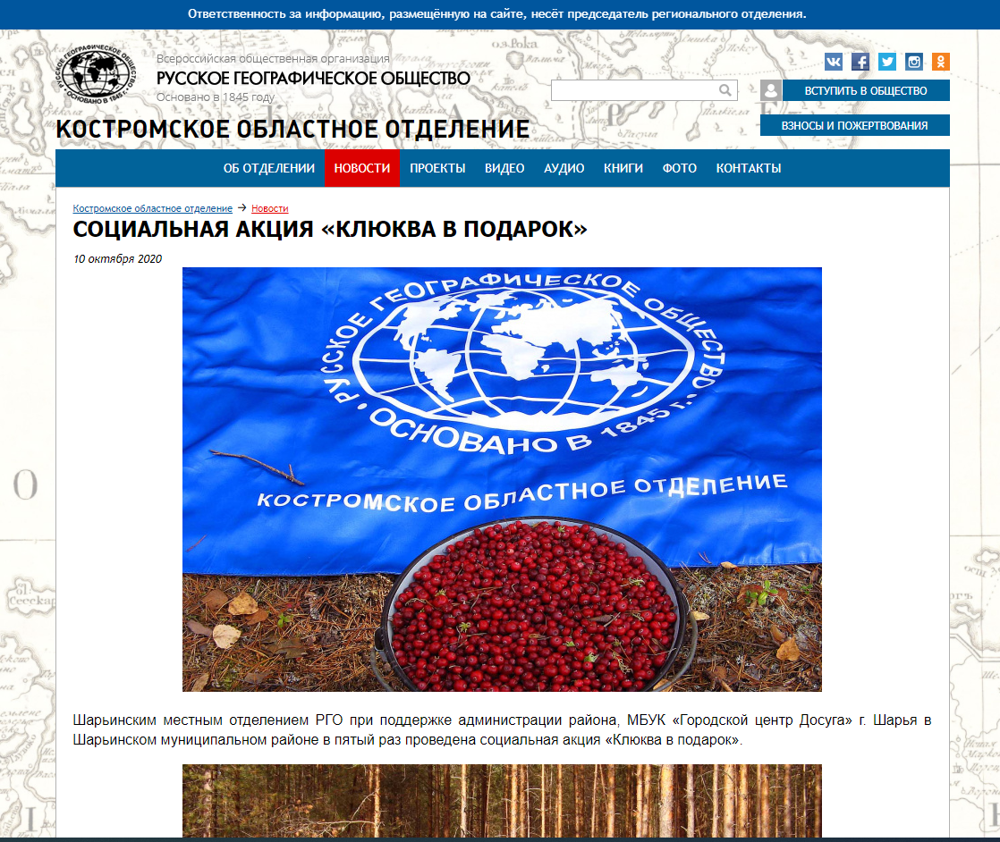 Ответственность за информацию, размещённую на сайте, несёт председатель регионального отделения.
РУССКОЕ ГЕОГРАФИЧЕСКОЕ ОБЩЕСТВО
ОСНОВАНО В 1845 г.
Всероссийская общественная организация
РУССКОЕ ГЕОГРАФИЧЕСКОЕ ОБЩЕСТВО
Основано в 1845 году
ВСТУПИТЬ В ОБЩЕСТВО
КОСТРОМСКОЕ ОБЛАСТНОЕ ОТДЕЛЕНИЕ
ВЗНОСЫ И ПОЖЕРТВОВАНИЯ
ОБ ОТДЕЛЕНИИ НОВОСТИ ПРОЕКТЫ ВИДЕО АУДИО КНИГИ ФОТО КОНТАКТЫ
Костромское областное отделение → Новости
СОЦИАЛЬНАЯ АКЦИЯ «КЛЮКВА В ПОДАРОК»
10 октября 2020
РУССКОЕ ГЕОГРАФИЧЕСКОЕ ОБЩЕСТВО
ОСНОВАНО В 1845 г.
КОСТРОМСКОЕ ОБЛАСТНОЕ ОТДЕЛЕНИЕ
Шарьинским местным отделением РГО при поддержке администрации района, МБУК «Городской центр Досуга» г. Шарья в
Шарьинском муниципальном районе в пятый раз проведена социальная акция «Клюква в подарок».